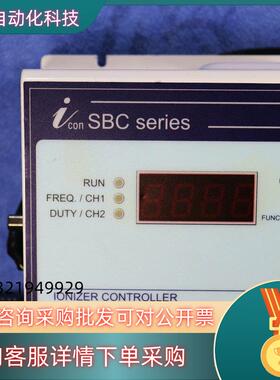 自动化科技
icon SBC series
RUN
FREQ. / CH1
DUTY / CH2
FUNC
321949929
IONIZER CONTROLLER
咨询采购批发可对公开票
客服详情下单采购